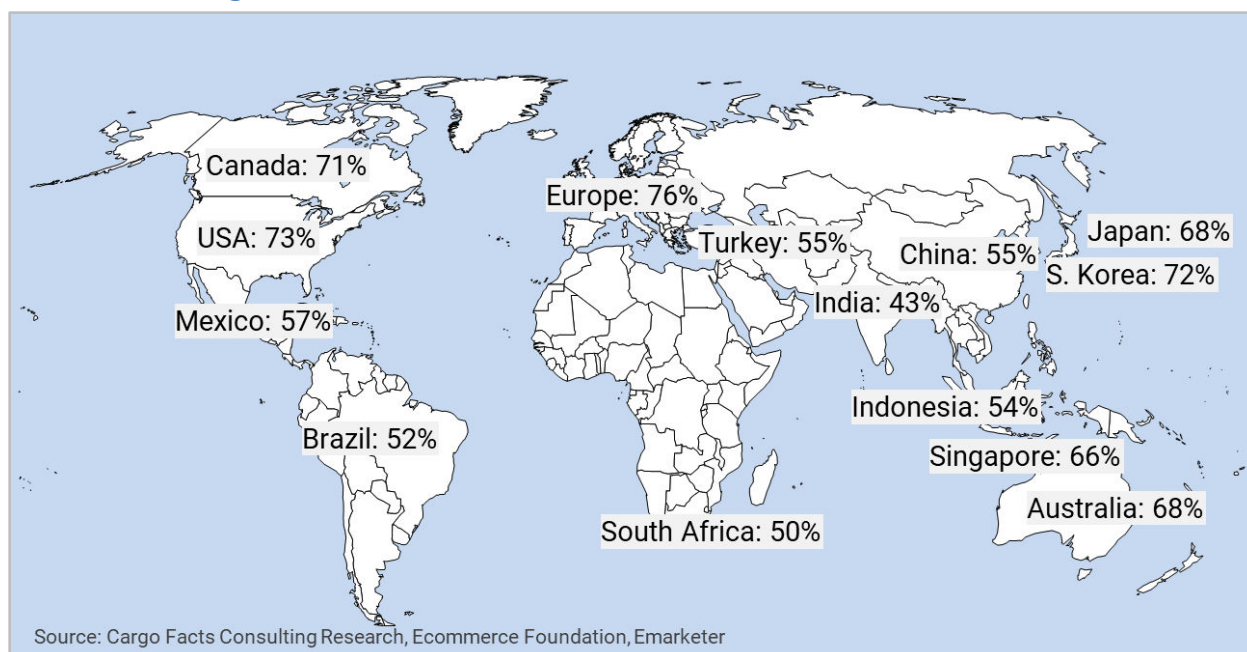 Canada: 71%
Europe: 76%
USA: 73%
Turkey: 55%
China: 55%
Japan: 68%
S. Korea: 72%
India: 43%
Mexico: 57%
Indonesia: 54%
Brazil: 52%
Singapore: 66%
Australia: 68%
South Africa: 50%
Source: Cargo Facts Consulting Research, Ecommerce Foundation, Emarketer